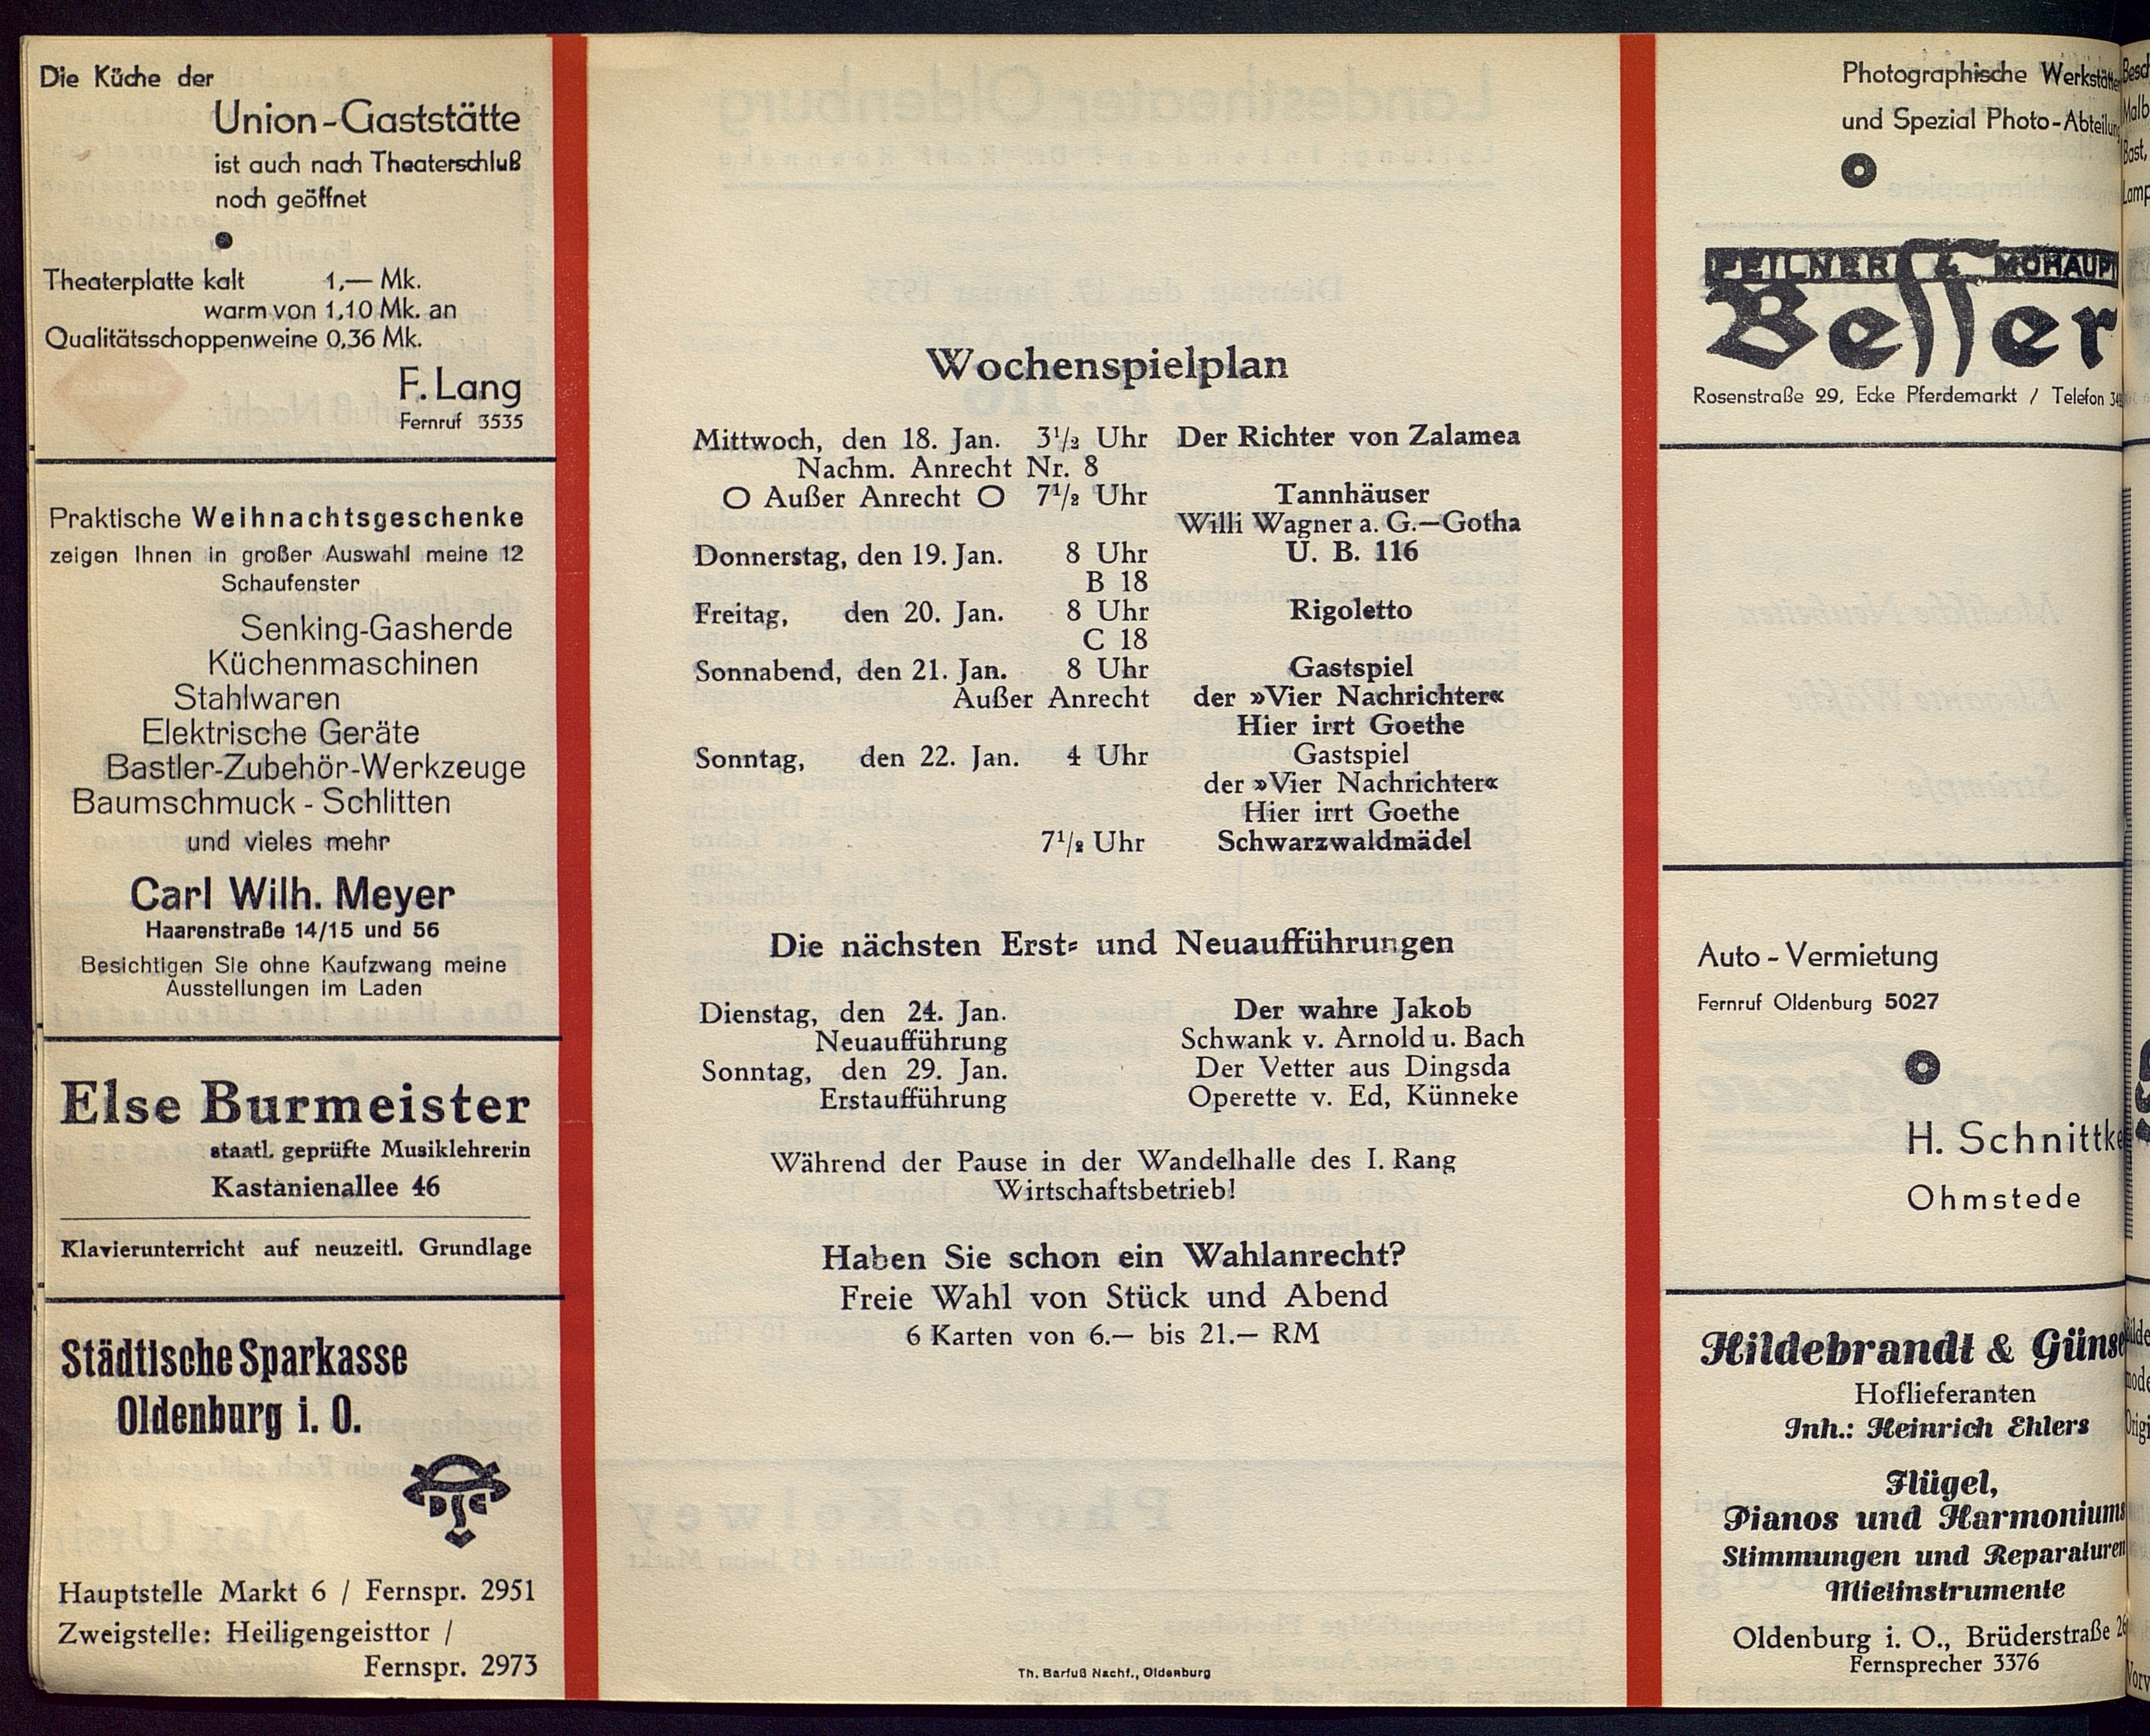 Die Küche der
Union-Gaststätte
ist auch nach Theaterschluß
noch geöffnet
Theaterplatte kalt 1,— Mk.
warm von 1,10 Mk. an
Qualitätsschoppenweine 0,36 Mk.
F. Lang
Fernruf 3535
Praktische Weihnachtsgeschenke
zeigen Ihnen in großer Auswahl meine 12
Schaufenster
Senking-Gasherde
Küchenmaschinen
Stahlwaren
Elektrische Geräte
Bastler-Zubehör-Werkzeuge
Baumschmuck - Schlitten
und vieles mehr
Carl Wilh. Meyer
Haarenstraße 14/15 und 56
Besichtigen Sie ohne Kaufzwang meine
Ausstellungen im Laden
Else Burmeister
staatl. geprüfte Musiklehrerin
Kastanienallee 46
Klavierunterricht auf neuzeitl. Grundlage
Städtische Sparkasse
Oldenburg i. O.
Hauptstelle Markt 6 / Fernspr. 2951
Zweigstelle: Heiligengeisttor /
Fernspr. 2973
Wochenspielplan
Mittwoch, den 18. Jan. 3½ Uhr Der Richter von Zalamea
Nachm. Anrecht Nr. 8
O Außer Anrecht O 7½ Uhr Tannhäuser
Willi Wagner a. G.—Gotha
Donnerstag, den 19. Jan. 8 Uhr U. B. 116
B 18
Freitag, den 20. Jan. 8 Uhr Rigoletto
C 18
Sonnabend, den 21. Jan. 8 Uhr Gastspiel
Außer Anrecht der »Vier Nachrichter«
Hier irrt Goethe
Sonntag, den 22. Jan. 4 Uhr Gastspiel
der »Vier Nachrichter«
Hier irrt Goethe
7½ Uhr Schwarzwaldmädel
Die nächsten Erst- und Neuaufführungen
Dienstag, den 24. Jan. Der wahre Jakob
Neuaufführung Schwank v. Arnold u. Bach
Sonntag, den 29. Jan. Der Vetter aus Dingsda
Erstaufführung Operette v. Ed, Künneke
Während der Pause in der Wandelhalle des I. Rang
Wirtschaftsbetrieb!
Haben Sie schon ein Wahlanrecht?
Freie Wahl von Stück und Abend
6 Karten von 6.— bis 21.— RM
Th. Barfuß Nachf., Oldenburg
Photographische
und Spezial Photo-Abteilung
PEILNER & MOHAUPT
Besser
Rosenstraße 29, Ecke Pferdemarkt / Telefon
Auto - Vermietung
Fernruf Oldenburg 5027
H. Schnittke
Ohmstede
Hildebrandt &
Hoflieferanten
Inh.: Heinrich Ehlers
Flügel,
Pianos und Harmoniums
Stimmungen und Reparaturen
Mietinstrumente
Oldenburg i. O., Brüderstraße
Fernsprecher 3376